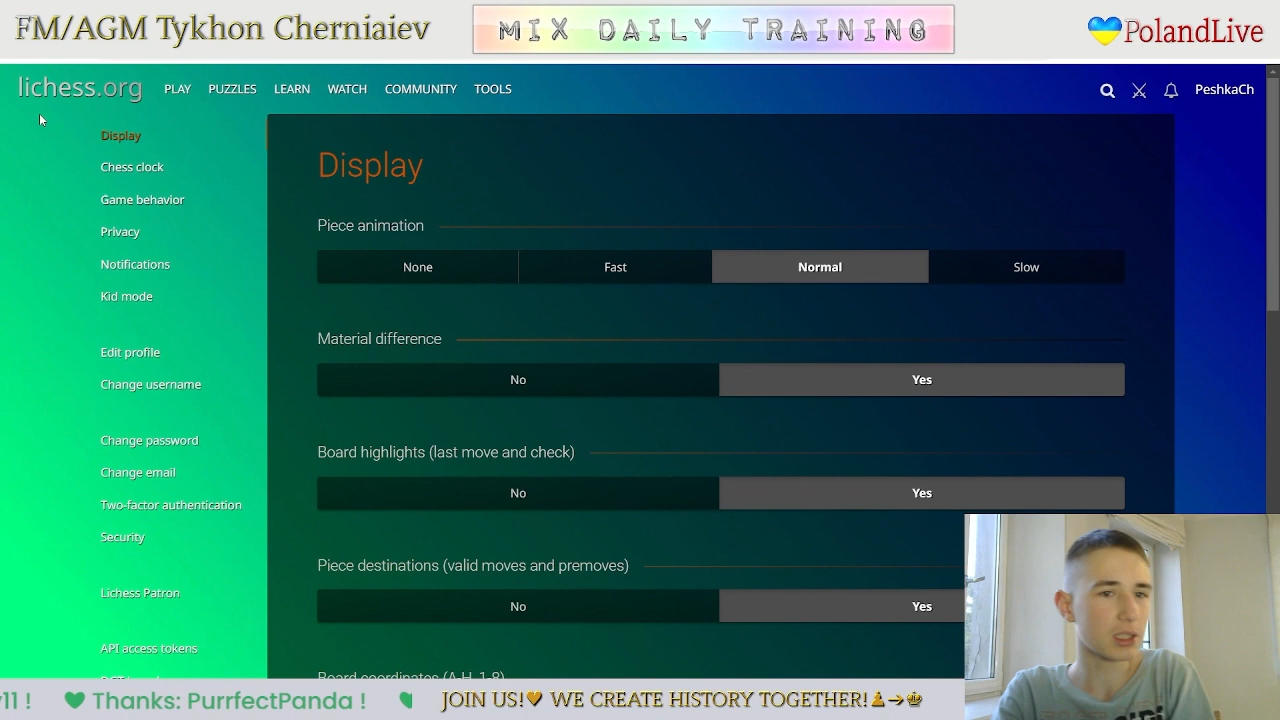 FM/AGM Tykhon Cherniaiev
MIX DAILY TRAINING
PolandLive
lichess.org
PLAY PUZZLES LEARN WATCH COMMUNITY TOOLS
PeshkaCh
Display
Chess clock
Game behavior
Privacy
Notifications
Kid mode
Edit profile
Change username
Change password
Change email
Two-factor authentication
Security
Lichess Patron
API access tokens
Display
Piece animation
None Fast Normal Slow
Material difference
No Yes
Board highlights (last move and check)
No Yes
Piece destinations (valid moves and premoves)
No Yes
Board coordinates (A-H, 1-8)
Thanks: PurrfectPanda !
JOIN US!🧡 WE CREATE HISTORY TOGETHER!♟→♚